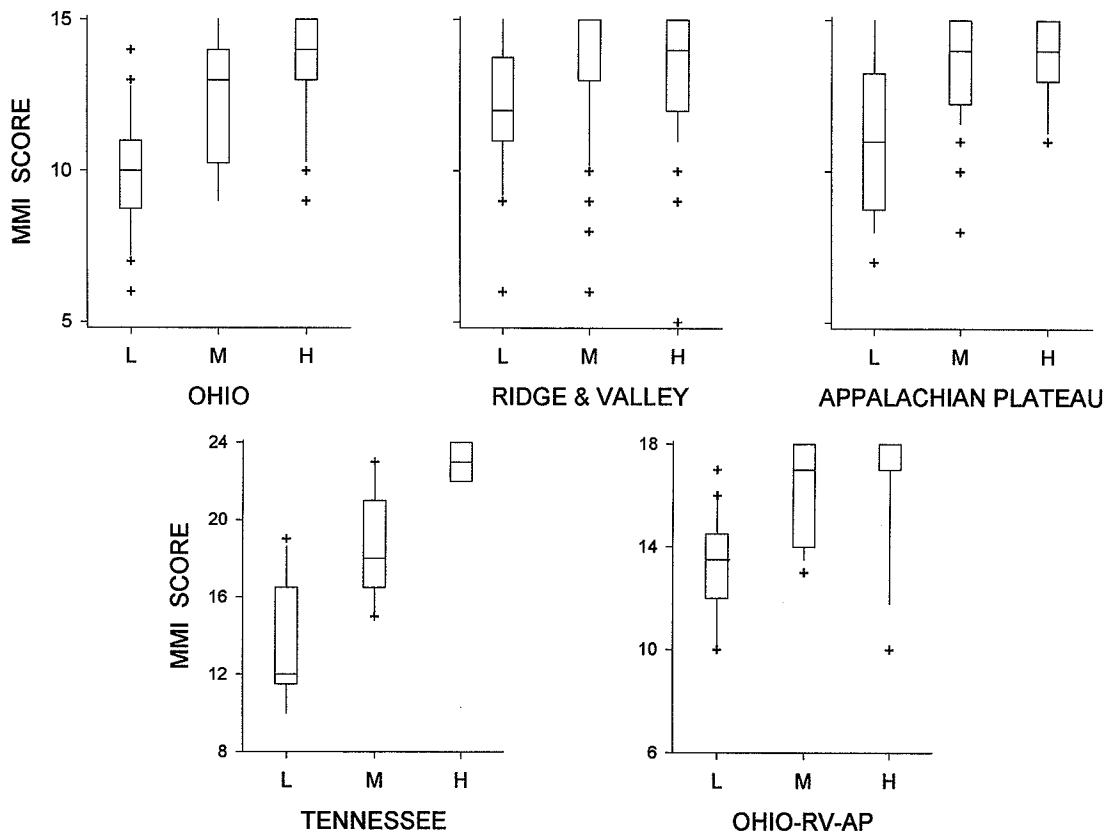 15
10
5
MMI SCORE
L M H
OHIO
L M H
RIDGE & VALLEY
L M H
APPALACHIAN PLATEAU
24
20
16
12
8
MMI SCORE
L M H
TENNESSEE
18
14
10
6
L M H
OHIO-RV-AP